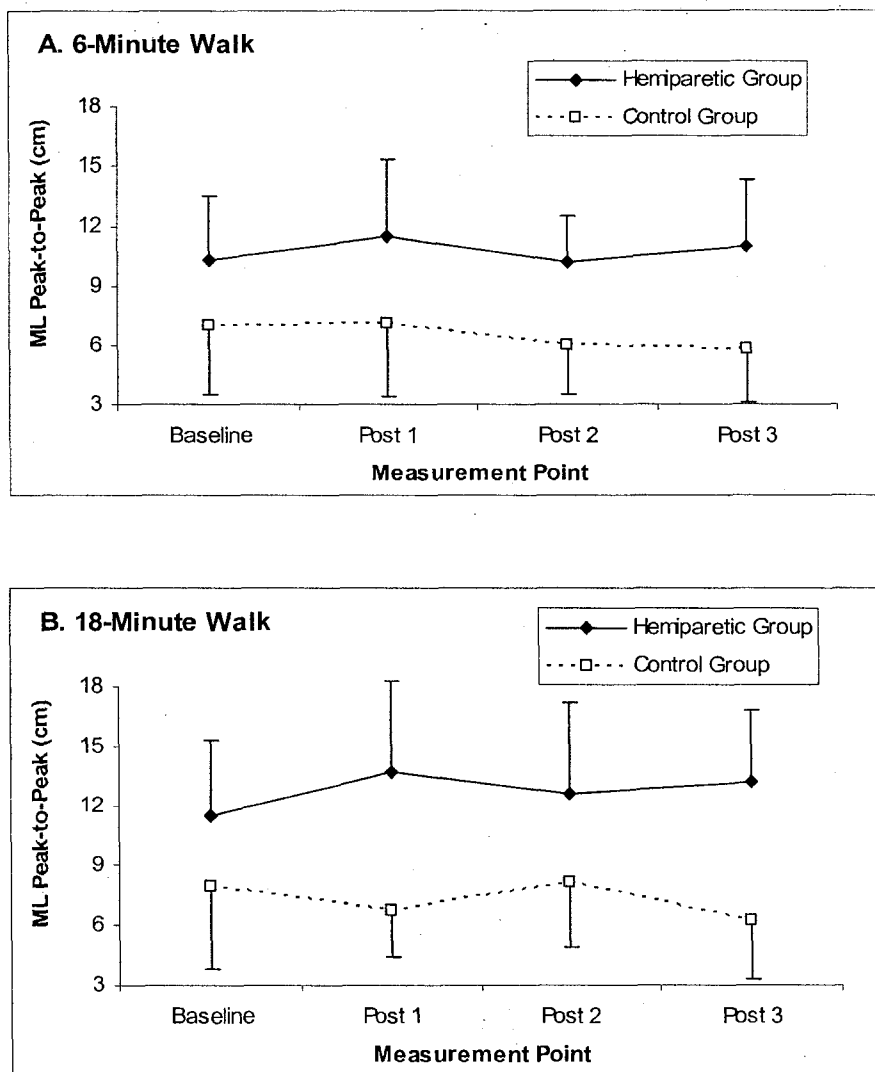 A. 6-Minute Walk
Hemiparetic Group
Control Group
18
15
12
9
6
3
ML Peak-to-Peak (cm)
Baseline Post 1 Post 2 Post 3
Measurement Point
B. 18-Minute Walk
Hemiparetic Group
Control Group
18
15
12
9
6
3
ML Peak-to-Peak (cm)
Baseline Post 1 Post 2 Post 3
Measurement Point